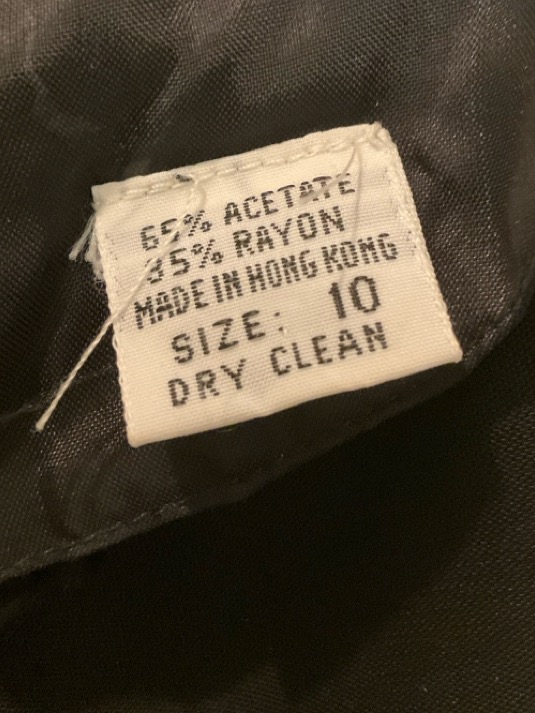 65% ACETATE
35% RAYON
MADE IN HONG KONG
SIZE: 10
DRY CLEAN